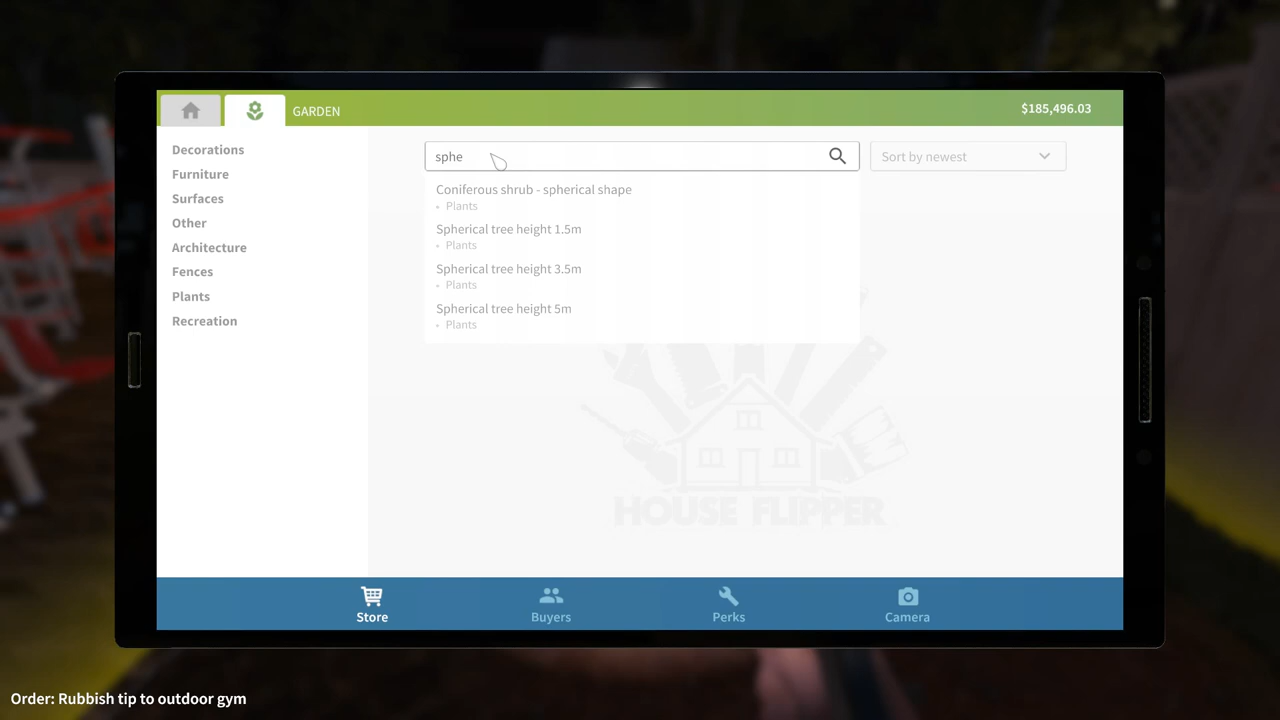 GARDEN
$185,496.03
Decorations
Furniture
Surfaces
Other
Architecture
Fences
Plants
Recreation
sphe
Sort by newest
Coniferous shrub - spherical shape
• Plants
Spherical tree height 1.5m
• Plants
Spherical tree height 3.5m
• Plants
Spherical tree height 5m
• Plants
HOUSE FLIPPER
Store
Buyers
Perks
Camera
Order: Rubbish tip to outdoor gym